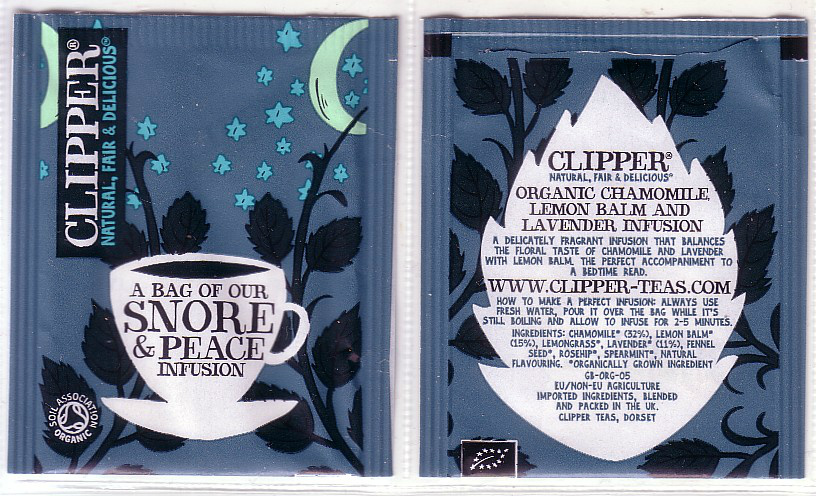 CLIPPER®
NATURAL, FAIR & DELICIOUS®
A BAG OF OUR
SNORE
& PEACE
INFUSION
SOIL ASSOCIATION
ORGANIC
CLIPPER®
NATURAL, FAIR & DELICIOUS®
ORGANIC CHAMOMILE,
LEMON BALM AND
LAVENDER INFUSION
A DELICATELY FRAGRANT INFUSION THAT BALANCES
THE FLORAL TASTE OF CHAMOMILE AND LAVENDER
WITH LEMON BALM. THE PERFECT ACCOMPANIMENT TO
A BEDTIME READ.
WWW.CLIPPER-TEAS.COM
HOW TO MAKE A PERFECT INFUSION: ALWAYS USE
FRESH WATER, POUR IT OVER THE BAG WHILE IT'S
STILL BOILING AND ALLOW TO INFUSE FOR 2-5 MINUTES.
INGREDIENTS: CHAMOMILE* (32%), LEMON BALM*
(15%), LEMONGRASS*, LAVENDER* (11%), FENNEL
SEED*, ROSEHIP*, SPEARMINT*, NATURAL
FLAVOURING. *ORGANICALLY GROWN INGREDIENT
GB-ORG-05
EU/NON-EU AGRICULTURE
IMPORTED INGREDIENTS, BLENDED
AND PACKED IN THE UK.
CLIPPER TEAS, DORSET